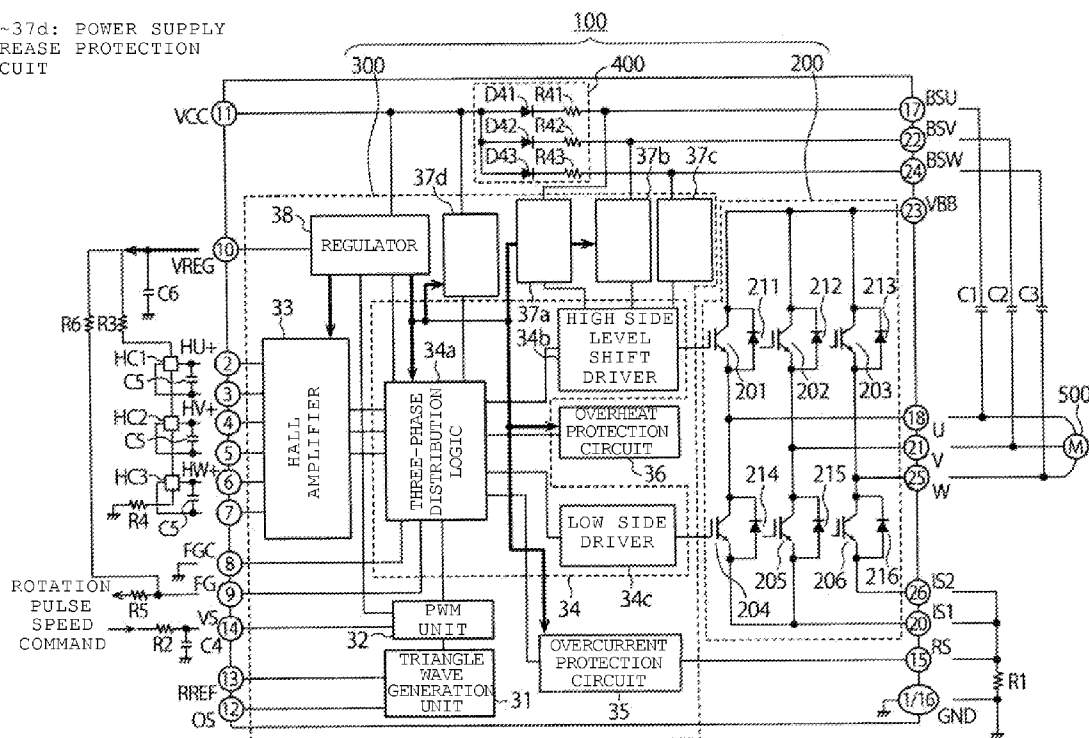 ~37d: POWER SUPPLY
REASE PROTECTION
CUIT
100
300
400
200
VCC
11
D41
R41
D42
R42
D43
R43
17
BSU
22
BSV
24
BSW
23
VBB
37d
37b
37c
38
REGULATOR
10
VREG
C6
R6
R3
33
37a
HIGH SIDE
LEVEL
SHIFT
DRIVER
34b
34a
211
212
213
201
202
203
C1
C2
C3
HC1
HU+
2
C5
3
HC2
HV+
4
C5
5
HC3
HW+
6
C5
7
R4
HALL
AMPLIFIER
THREE-PHASE
DISTRIBUTION
LOGIC
OVERHEAT
PROTECTION
CIRCUIT
36
18
U
21
V
25
W
500
M
LOW SIDE
DRIVER
34c
34
214
215
216
204
205
206
FGC
8
FG
9
ROTATION
PULSE
SPEED
COMMAND
R5
VS
14
R2
C4
PWM
UNIT
32
TRIANGLE
WAVE
GENERATION
UNIT
31
13
RREF
12
OS
OVERCURRENT
PROTECTION
CIRCUIT
35
IS2
26
IS1
20
RS
15
R1
1/16
GND